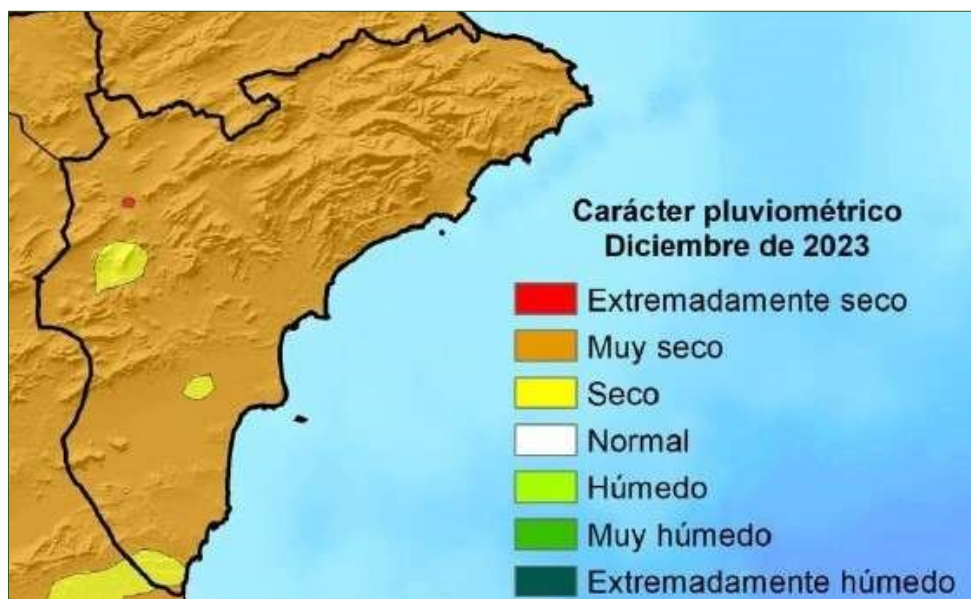 Carácter pluviométrico
Diciembre de 2023
Extremadamente seco
Muy seco
Seco
Normal
Húmedo
Muy húmedo
Extremadamente húmedo